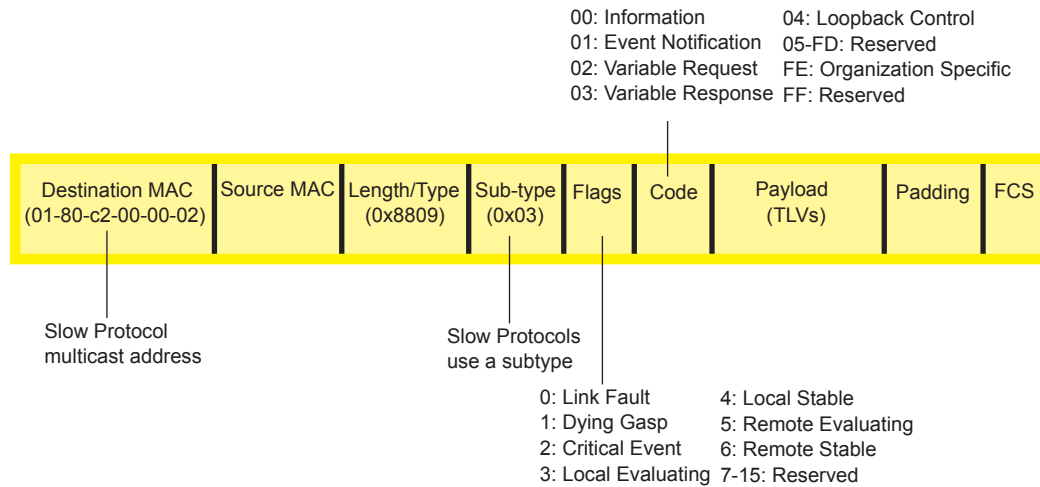 00: Information
01: Event Notification
02: Variable Request
03: Variable Response
04: Loopback Control
05-FD: Reserved
FE: Organization Specific
FF: Reserved
Destination MAC
(01-80-c2-00-00-02)
Source MAC
Length/Type
(0x8809)
Sub-type
(0x03)
Flags
Code
Payload
(TLVs)
Padding
FCS
Slow Protocol
multicast address
Slow Protocols
use a subtype
0: Link Fault
1: Dying Gasp
2: Critical Event
3: Local Evaluating
4: Local Stable
5: Remote Evaluating
6: Remote Stable
7-15: Reserved